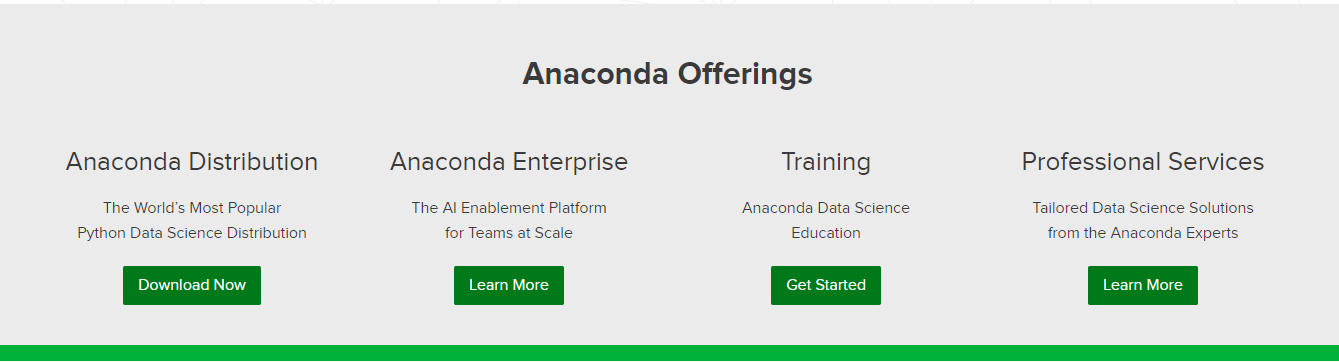 Anaconda Offerings
Anaconda Distribution
The World’s Most Popular
Python Data Science Distribution
Download Now
Anaconda Enterprise
The AI Enablement Platform
for Teams at Scale
Learn More
Training
Anaconda Data Science
Education
Get Started
Professional Services
Tailored Data Science Solutions
from the Anaconda Experts
Learn More